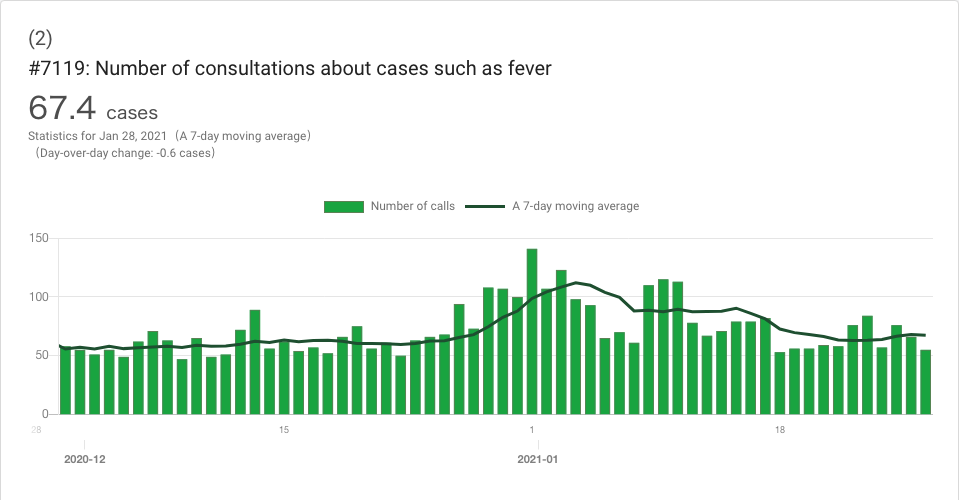 (2)
#7119: Number of consultations about cases such as fever
67.4 cases
Statistics for Jan 28, 2021（A 7-day moving average）
（Day-over-day change: -0.6 cases）
Number of calls A 7-day moving average
150
100
50
0
28 15 1 18
2020-12 2021-01